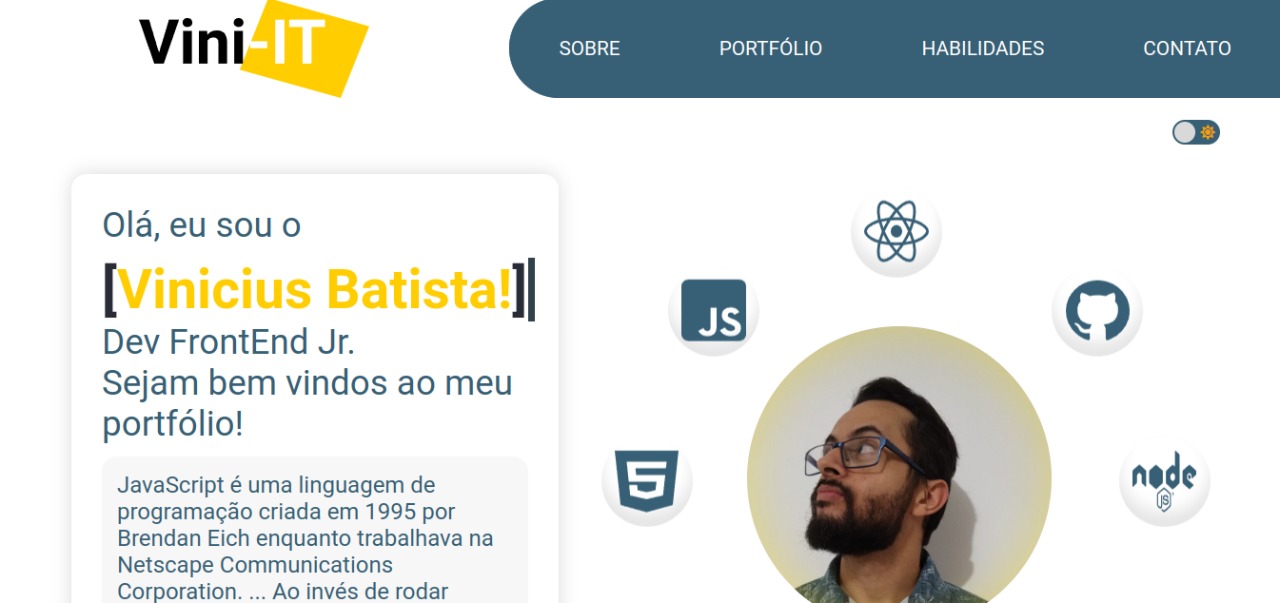 Vini-IT
SOBRE PORTFÓLIO HABILIDADES CONTATO
Olá, eu sou o
[Vinicius Batista!]|
Dev FrontEnd Jr.
Sejam bem vindos ao meu
portfólio!
JavaScript é uma linguagem de
programação criada em 1995 por
Brendan Eich enquanto trabalhava na
Netscape Communications
Corporation. ... Ao invés de rodar
JS
5
node
JS